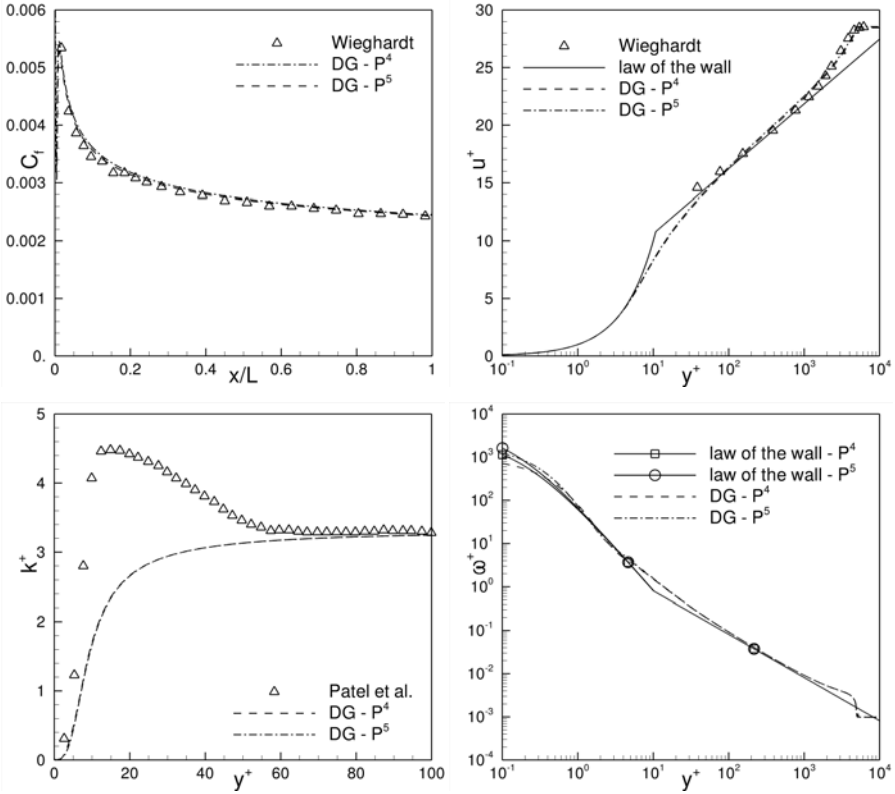 0.006
0.005
0.004
0.003
0.002
0.001
0.
C_f
Wieghardt
DG - P⁴
DG - P⁵
0 0.2 0.4 0.6 0.8 1
x/L
30
25
20
15
10
5
0
u⁺
Wieghardt
law of the wall
DG - P⁴
DG - P⁵
10⁻¹ 10⁰ 10¹ 10² 10³ 10⁴
y⁺
5
4
3
2
1
0
k⁺
Patel et al.
DG - P⁴
DG - P⁵
0 20 40 60 80 100
y⁺
10⁴
10³
10²
10¹
10⁰
10⁻¹
10⁻²
10⁻³
10⁻⁴
ω⁺
law of the wall - P⁴
law of the wall - P⁵
DG - P⁴
DG - P⁵
10⁻¹ 10⁰ 10¹ 10² 10³ 10⁴
y⁺